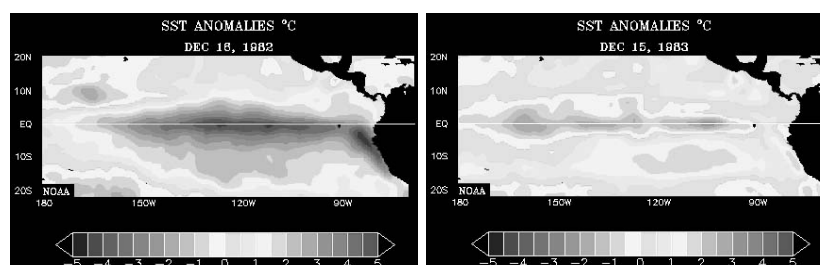 SST ANOMALIES °C
DEC 16, 1982
20N
10N
EQ
10S
20S
NOAA
180 150W 120W 90W
-5 -4 -3 -2 -1 0 1 2 3 4 5
SST ANOMALIES °C
DEC 15, 1983
20N
10N
EQ
10S
20S
NOAA
180 150W 120W 90W
-5 -4 -3 -2 -1 0 1 2 3 4 5